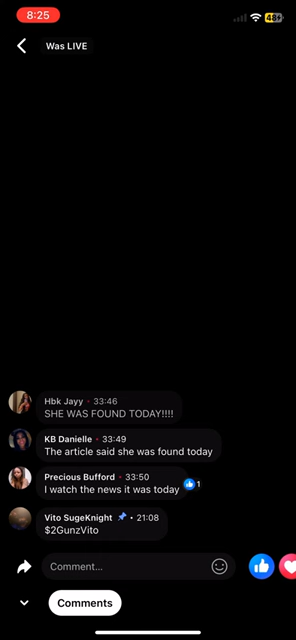 8:25
48
Was LIVE
Hbk Jayy • 33:46
SHE WAS FOUND TODAY!!!!
KB Danielle • 33:49
The article said she was found today
Precious Bufford • 33:50
I watch the news it was today
1
Vito SugeKnight • 21:08
$2GunzVito
Comment...
Comments